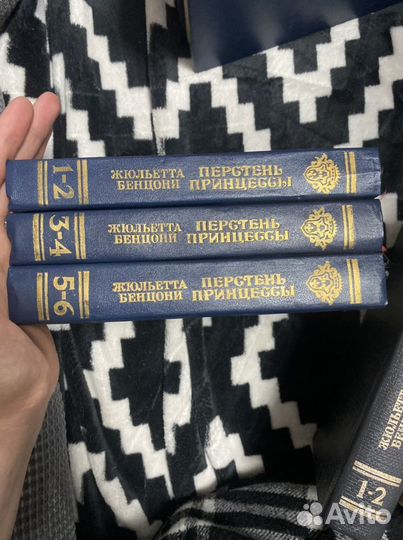 1-2
ЖЮЛЬЕТТА
БЕНЦОНИ
ПЕРСТЕНЬ
ПРИНЦЕССЫ
3-4
ЖЮЛЬЕТТА
БЕНЦОНИ
ПЕРСТЕНЬ
ПРИНЦЕССЫ
5-6
ЖЮЛЬЕТТА
БЕНЦОНИ
ПЕРСТЕНЬ
ПРИНЦЕССЫ
1-2
Avito